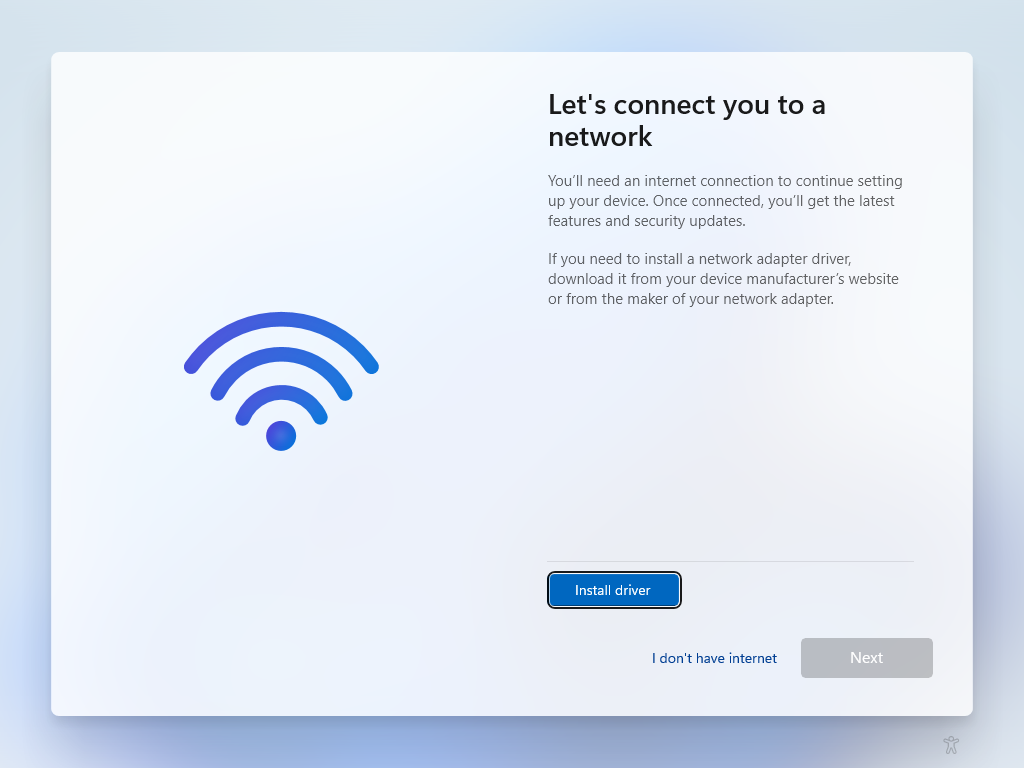 Let's connect you to a
network
You’ll need an internet connection to continue setting
up your device. Once connected, you’ll get the latest
features and security updates.
If you need to install a network adapter driver,
download it from your device manufacturer’s website
or from the maker of your network adapter.
Install driver
I don't have internet
Next